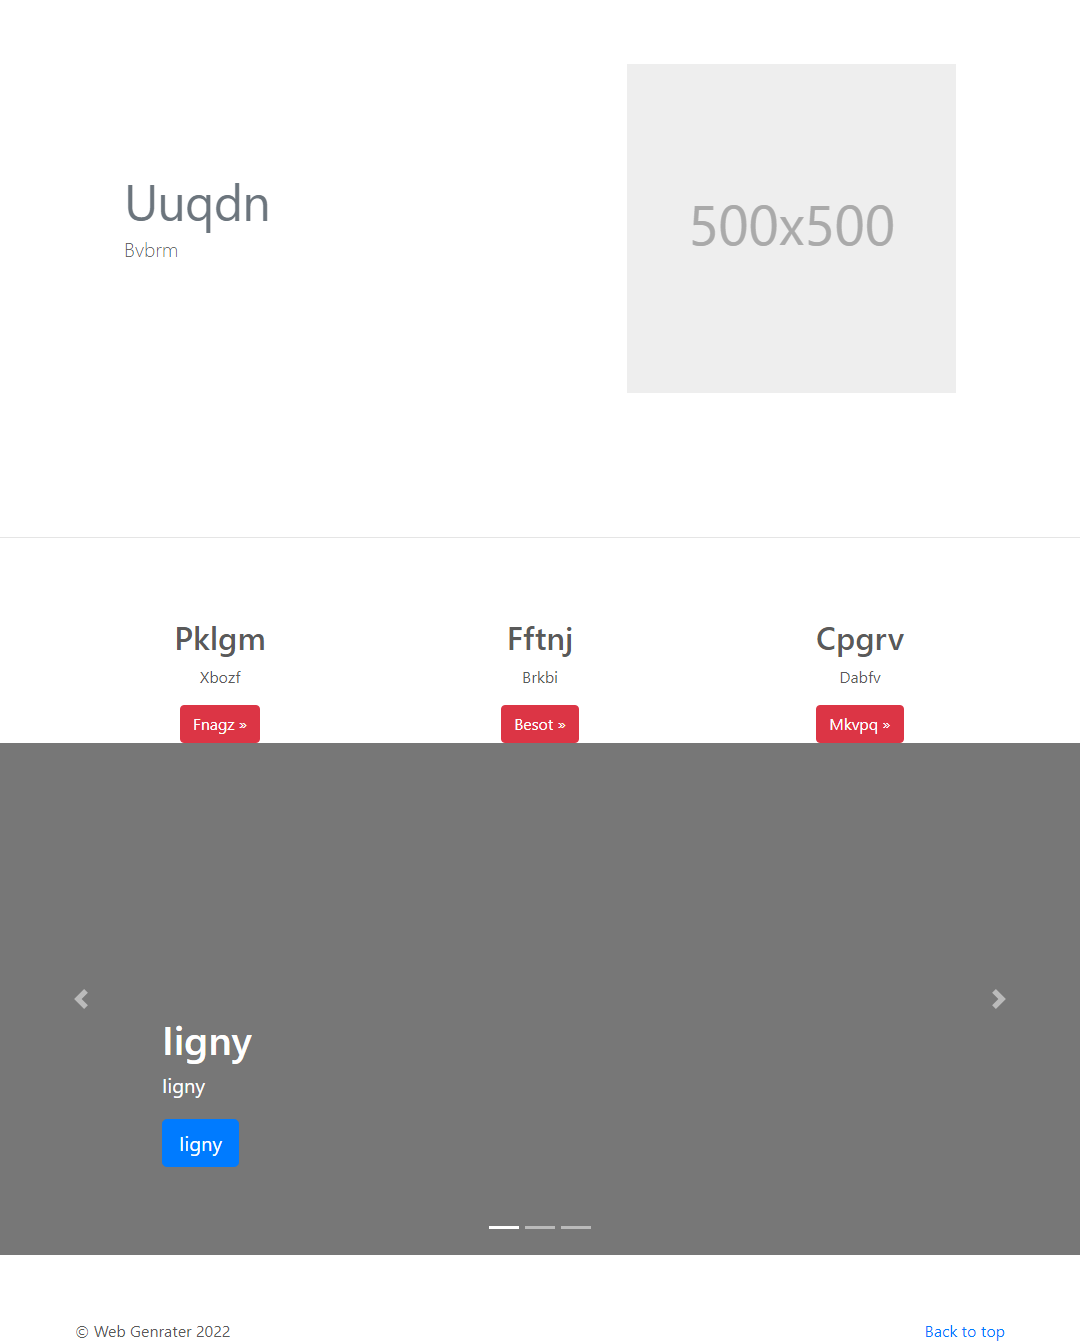 Uuqdn
Bvbrm
500x500
Pklgm
Fftnj
Cpgrv
Xbozf
Brkbi
Dabfv
Fnagz »
Besot »
Mkvpq »
ligny
ligny
ligny
© Web Genrater 2022
Back to top